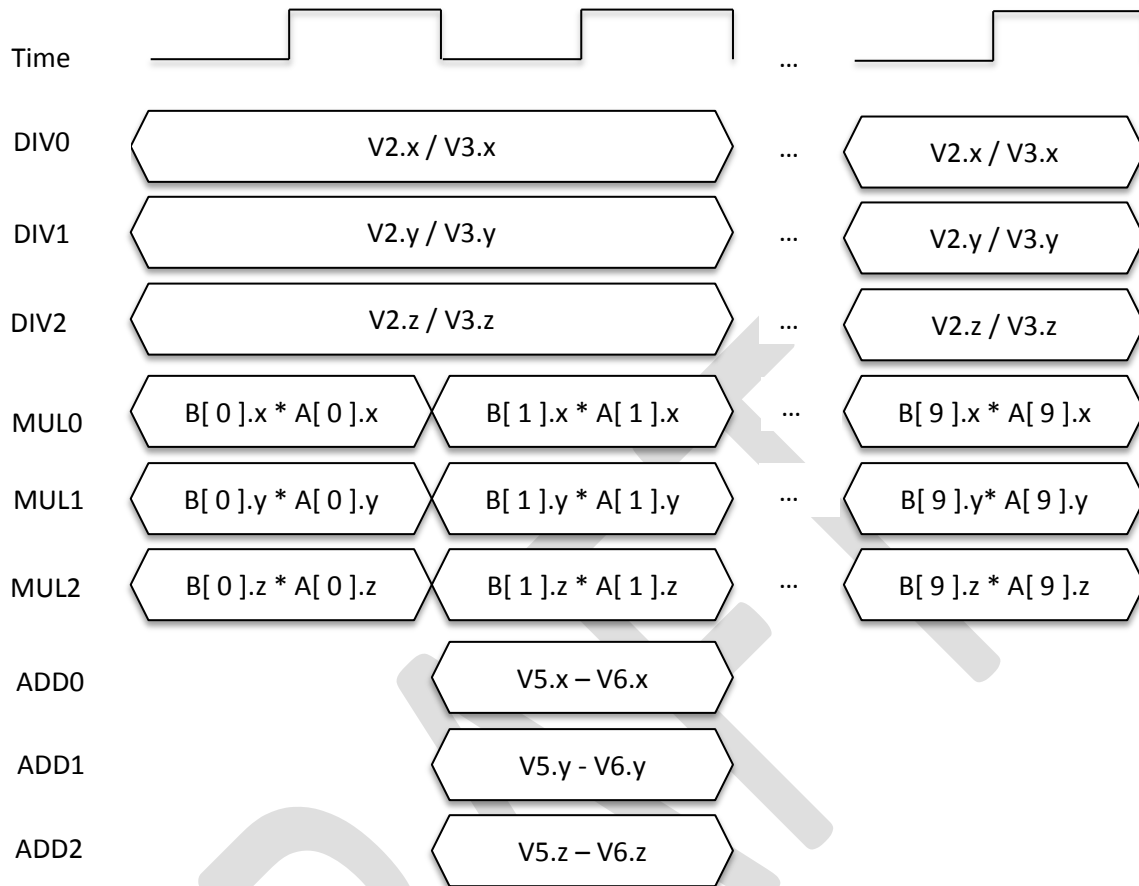 Time ...
DIV0 V2.x / V3.x ... V2.x / V3.x
DIV1 V2.y / V3.y ... V2.y / V3.y
DIV2 V2.z / V3.z ... V2.z / V3.z
MUL0 B[ 0 ].x * A[ 0 ].x B[ 1 ].x * A[ 1 ].x ... B[ 9 ].x * A[ 9 ].x
MUL1 B[ 0 ].y * A[ 0 ].y B[ 1 ].y * A[ 1 ].y ... B[ 9 ].y* A[ 9 ].y
MUL2 B[ 0 ].z * A[ 0 ].z B[ 1 ].z * A[ 1 ].z ... B[ 9 ].z * A[ 9 ].z
ADD0 V5.x – V6.x
ADD1 V5.y - V6.y
ADD2 V5.z – V6.z